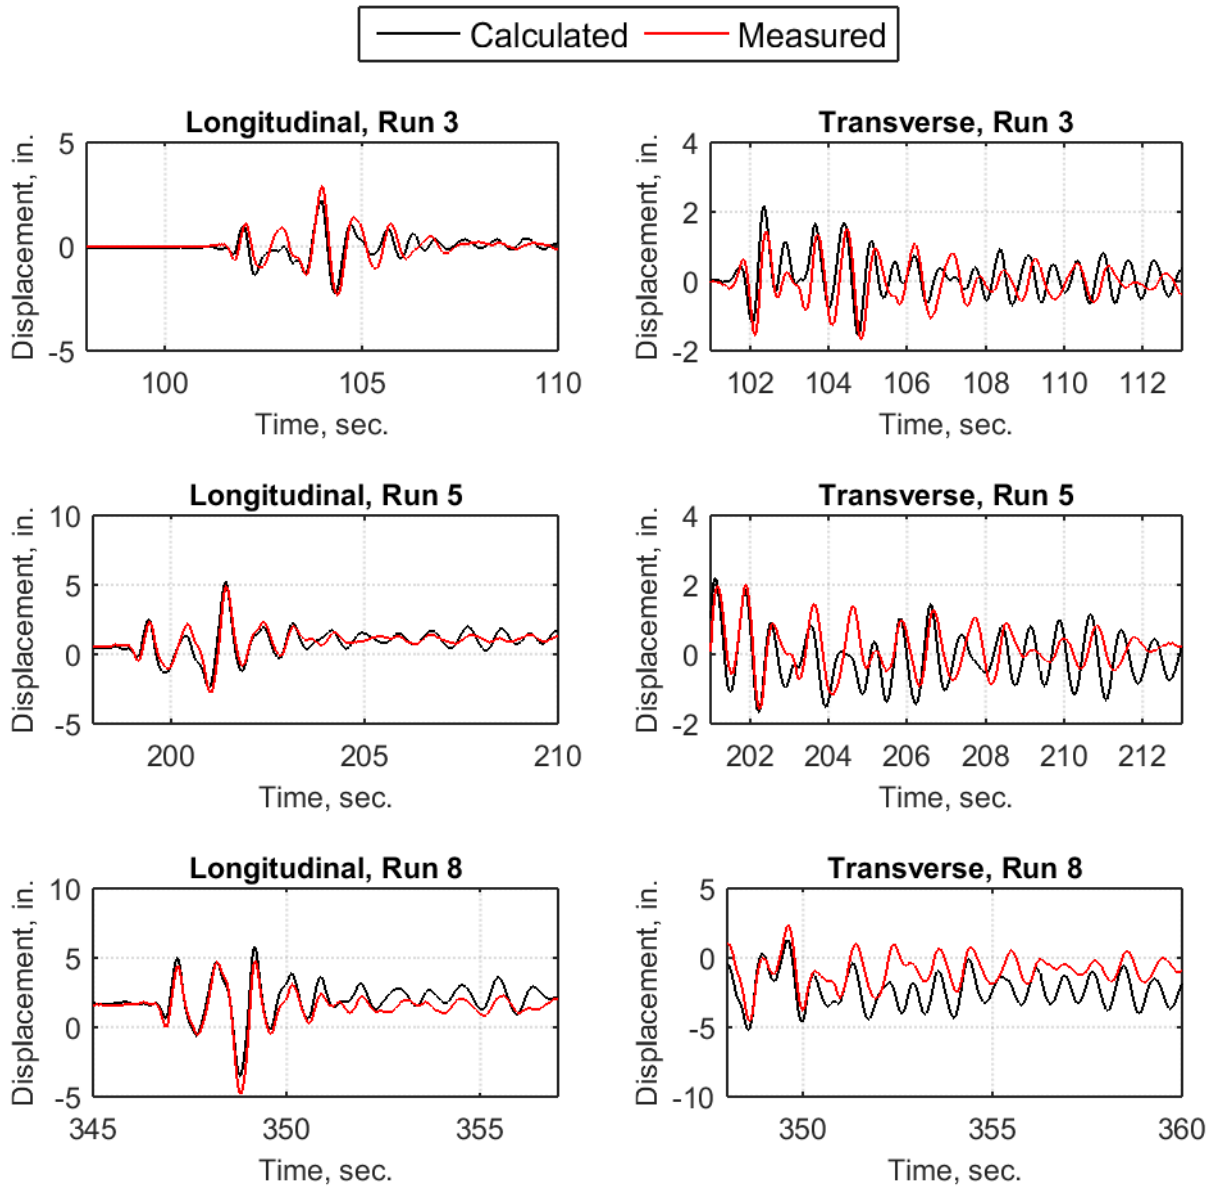 Calculated Measured
Longitudinal, Run 3
Displacement, in.
5
0
-5
100 105 110
Time, sec.
Transverse, Run 3
Displacement, in.
4
2
0
-2
102 104 106 108 110 112
Time, sec.
Longitudinal, Run 5
Displacement, in.
10
5
0
-5
200 205 210
Time, sec.
Transverse, Run 5
Displacement, in.
4
2
0
-2
202 204 206 208 210 212
Time, sec.
Longitudinal, Run 8
Displacement, in.
10
5
0
-5
345 350 355
Time, sec.
Transverse, Run 8
Displacement, in.
5
0
-5
-10
350 355 360
Time, sec.